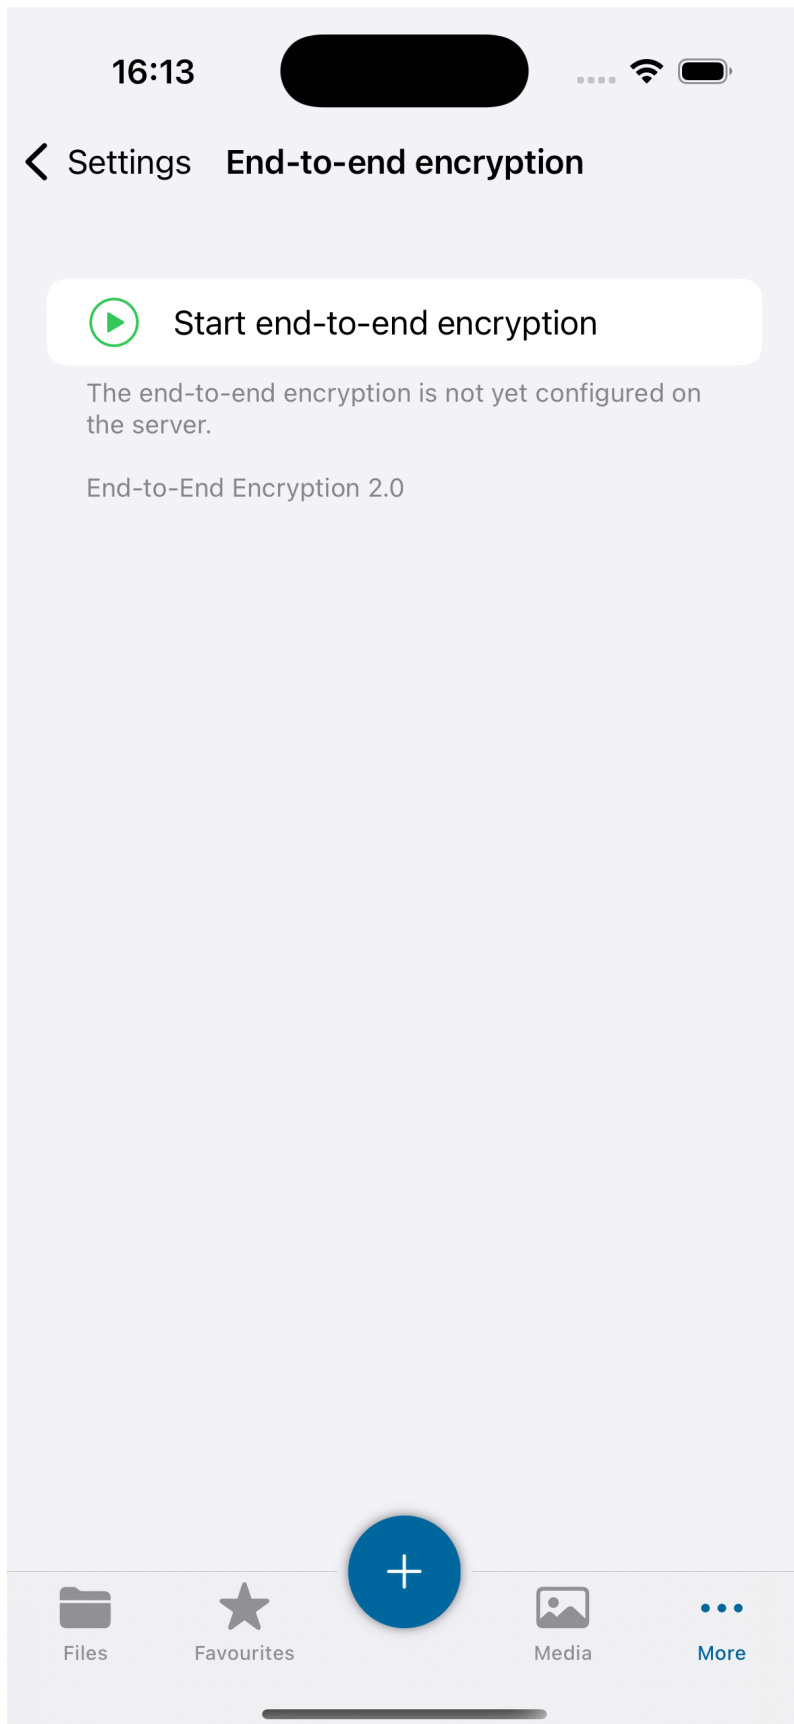 16:13
Settings End-to-end encryption
Start end-to-end encryption
The end-to-end encryption is not yet configured on
the server.
End-to-End Encryption 2.0
Files Favourites Media More